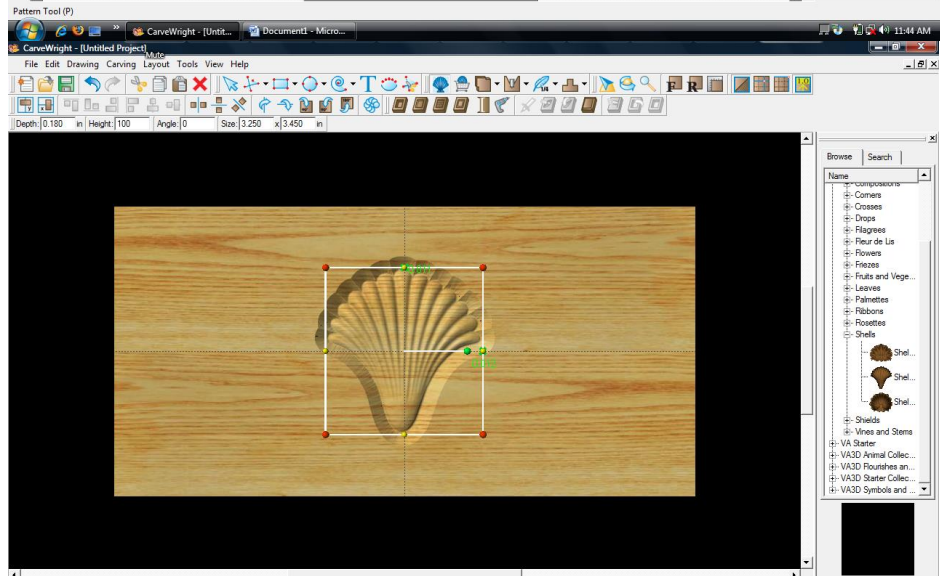 Pattern Tool (P)
CarveWright - [Untit...
Document1 - Micro...
11:44 AM
CarveWright - [Untitled Project]
Mute
File Edit Drawing Carving Layout Tools View Help
Depth: 0.180 in Height: 100 Angle: 0 Size: 3.250 x 3.450 in
Browse Search
Name
Compositions
Corners
Crosses
Drops
Filagrees
Fleur de Lis
Flowers
Friezes
Fruits and Vege...
Leaves
Palmettes
Ribbons
Rosettes
Shells
Shel...
Shel...
Shel...
Shields
Vines and Stems
VA Starter
VA3D Animal Collec...
VA3D Flourishes an...
VA3D Starter Collec...
VA3D Symbols and ...